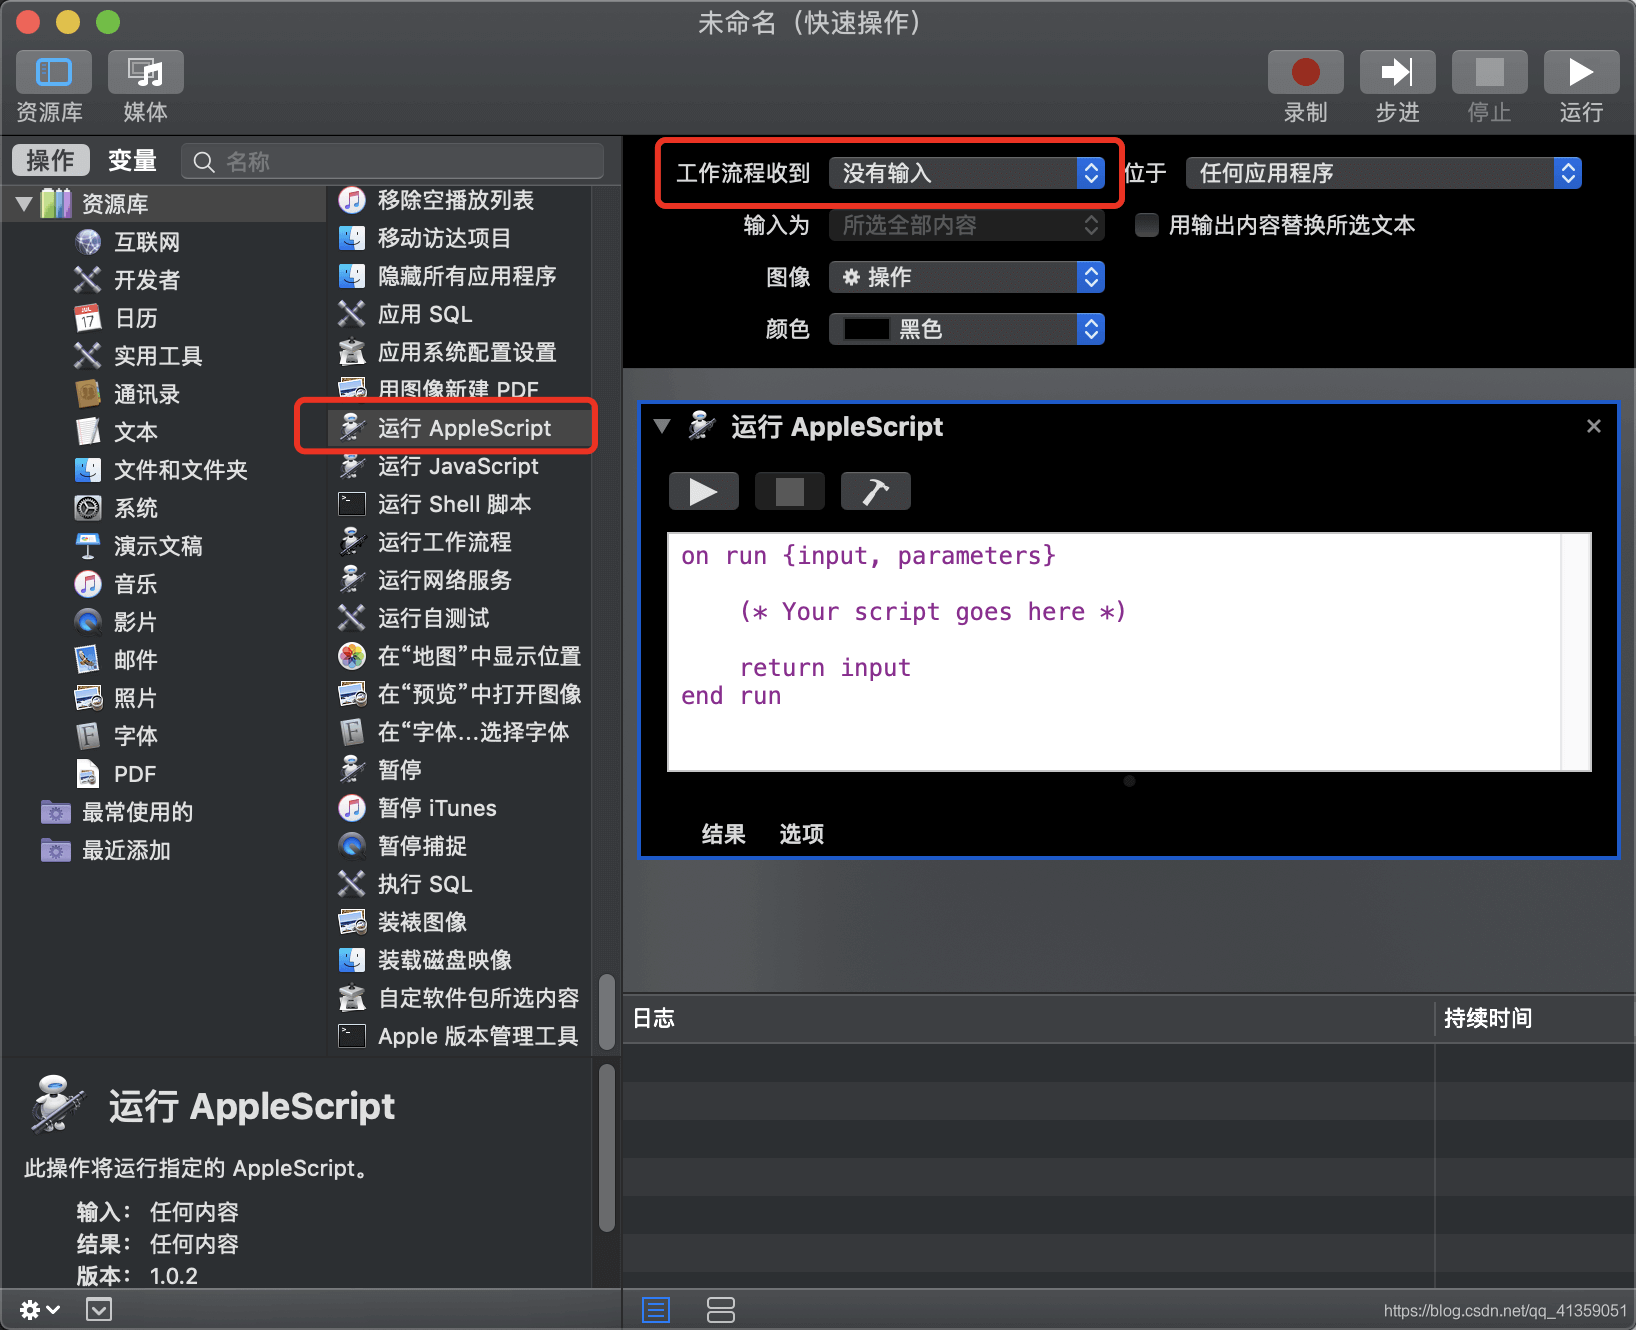 未命名（快速操作）
资源库
媒体
录制
步进
停止
运行
操作
变量
名称
资源库
互联网
开发者
JUL
17
日历
实用工具
通讯录
文本
文件和文件夹
系统
演示文稿
音乐
影片
邮件
照片
字体
PDF
最常使用的
最近添加
移除空播放列表
移动访达项目
隐藏所有应用程序
应用 SQL
应用系统配置设置
用图像新建 PDF
运行 AppleScript
运行 JavaScript
运行 Shell 脚本
运行工作流程
运行网络服务
运行自测试
在“地图”中显示位置
在“预览”中打开图像
在“字体…选择字体
暂停
暂停 iTunes
暂停捕捉
执行 SQL
装裱图像
装载磁盘映像
自定软件包所选内容
Apple 版本管理工具
运行 AppleScript
此操作将运行指定的 AppleScript。
输入： 任何内容
结果： 任何内容
版本： 1.0.2
工作流程收到 没有输入 位于 任何应用程序
输入为 所选全部内容 用输出内容替换所选文本
图像 操作
颜色 黑色
运行 AppleScript
on run {input, parameters}
(* Your script goes here *)
return input
end run
结果 选项
日志 持续时间
https://blog.csdn.net/qq_41359051